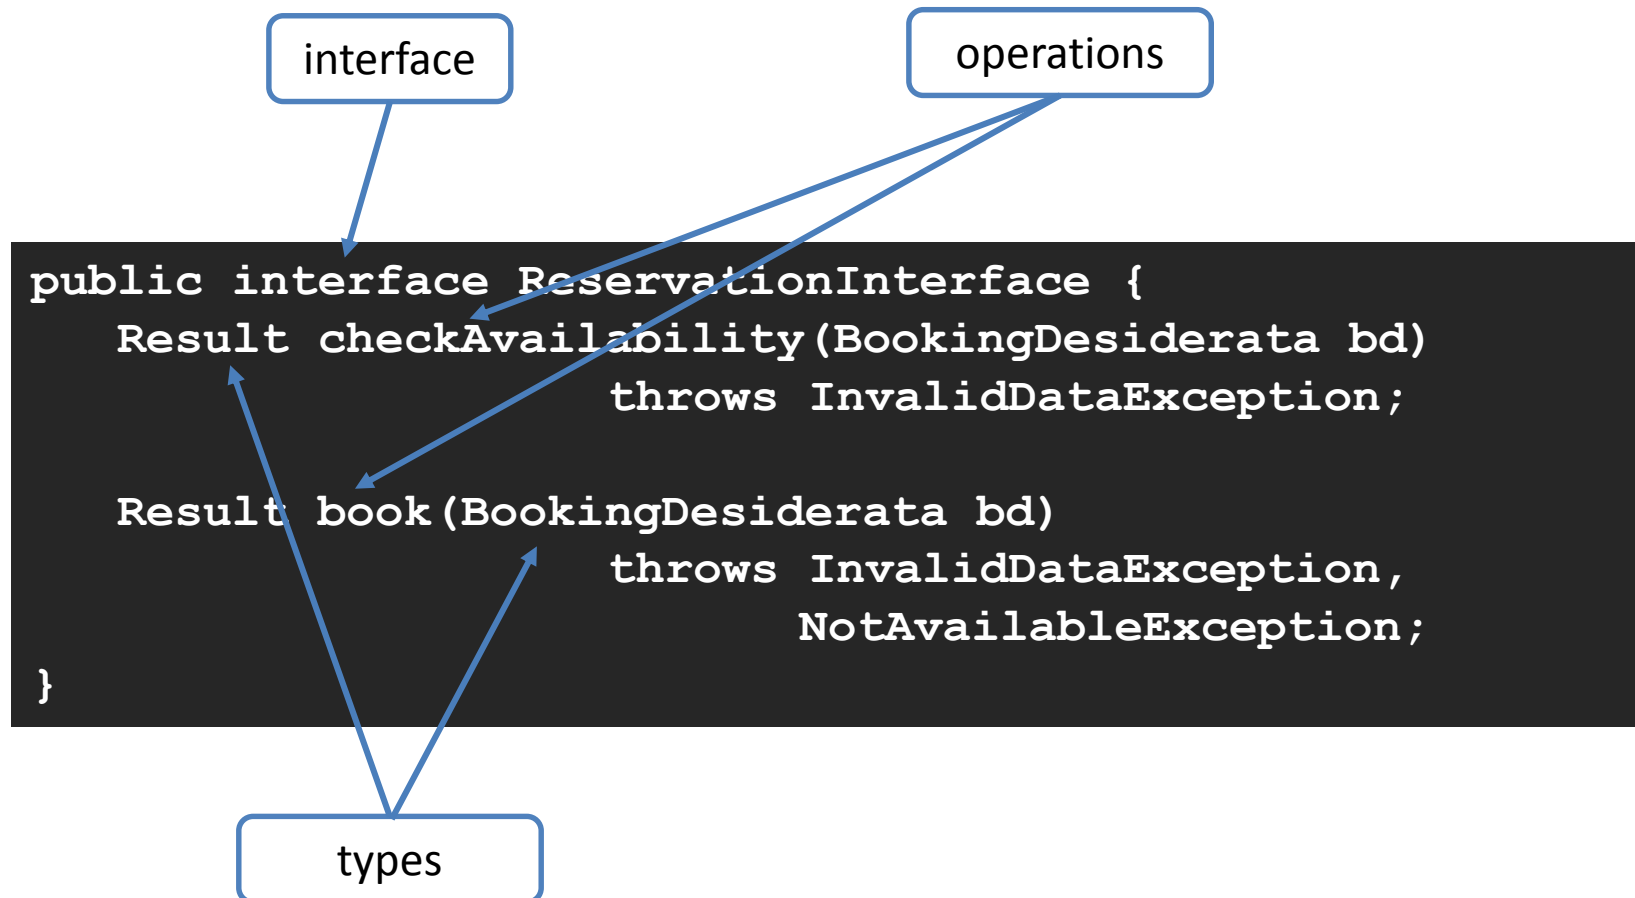 interface
operations
public interface ReservationInterface {
Result checkAvailability(BookingDesiderata bd)
throws InvalidDataException;
Result book(BookingDesiderata bd)
throws InvalidDataException,
NotAvailableException;
}
types